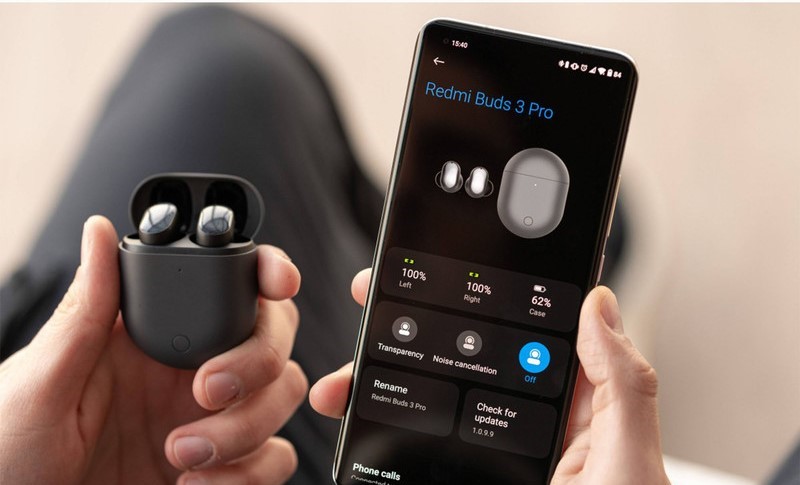 15:40
84
Redmi Buds 3 Pro
100%
Left
100%
Right
62%
Case
Transparency
Noise cancellation
Off
Rename
Redmi Buds 3 Pro
Check for
updates
1.0.9.9
Phone calls